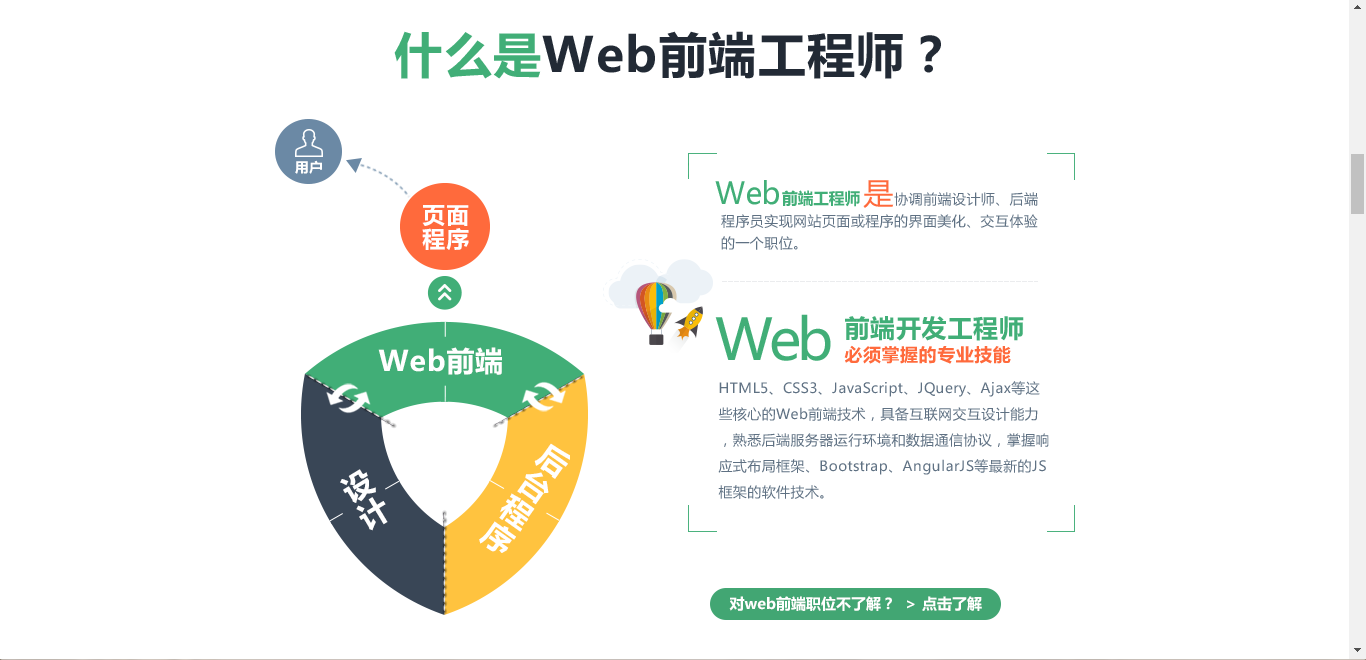 什么是Web前端工程师？
用户
页面
程序
Web前端
设计
后台程序
Web前端工程师是协调前端设计师、后端
程序员实现网站页面或程序的界面美化、交互体验
的一个职位。
Web 前端开发工程师
必须掌握的专业技能
HTML5、CSS3、JavaScript、JQuery、Ajax等这
些核心的Web前端技术，具备互联网交互设计能力
，熟悉后端服务器运行环境和数据通信协议，掌握响
应式布局框架、Bootstrap、AngularJS等最新的JS
框架的软件技术。
对web前端职位不了解？ > 点击了解